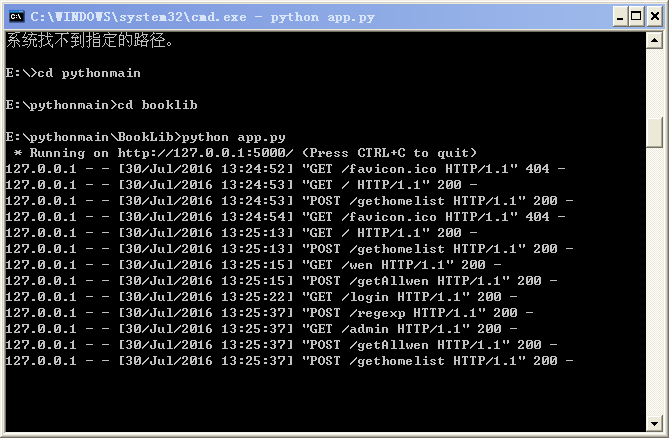 C:\WINDOWS\system32\cmd.exe - python app.py
系统找不到指定的路径。
E:\>cd pythonmain
E:\pythonmain>cd booklib
E:\pythonmain\BookLib>python app.py
* Running on http://127.0.0.1:5000/ (Press CTRL+C to quit)
127.0.0.1 - - [30/Jul/2016 13:24:52] "GET /favicon.ico HTTP/1.1" 404 -
127.0.0.1 - - [30/Jul/2016 13:24:53] "GET / HTTP/1.1" 200 -
127.0.0.1 - - [30/Jul/2016 13:24:53] "POST /gethomelist HTTP/1.1" 200 -
127.0.0.1 - - [30/Jul/2016 13:24:54] "GET /favicon.ico HTTP/1.1" 404 -
127.0.0.1 - - [30/Jul/2016 13:25:13] "GET / HTTP/1.1" 200 -
127.0.0.1 - - [30/Jul/2016 13:25:13] "POST /gethomelist HTTP/1.1" 200 -
127.0.0.1 - - [30/Jul/2016 13:25:15] "GET /wen HTTP/1.1" 200 -
127.0.0.1 - - [30/Jul/2016 13:25:15] "POST /getAllwen HTTP/1.1" 200 -
127.0.0.1 - - [30/Jul/2016 13:25:22] "GET /login HTTP/1.1" 200 -
127.0.0.1 - - [30/Jul/2016 13:25:37] "POST /regexp HTTP/1.1" 200 -
127.0.0.1 - - [30/Jul/2016 13:25:37] "GET /admin HTTP/1.1" 200 -
127.0.0.1 - - [30/Jul/2016 13:25:37] "POST /getAllwen HTTP/1.1" 200 -
127.0.0.1 - - [30/Jul/2016 13:25:37] "POST /gethomelist HTTP/1.1" 200 -